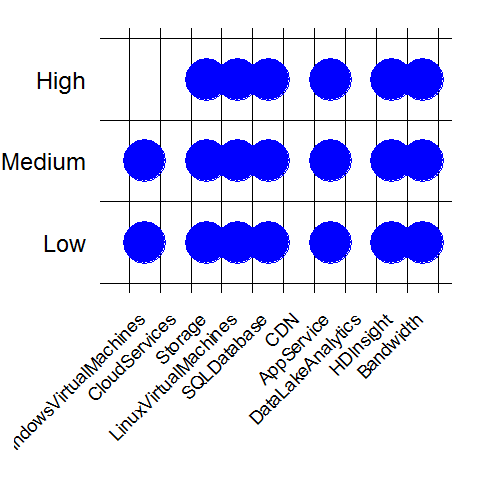 High
Medium
Low
ndowsVirtualMachines
CloudServices
Storage
LinuxVirtualMachines
SQLDatabase
CDN
AppService
DataLakeAnalytics
HDInsight
Bandwidth